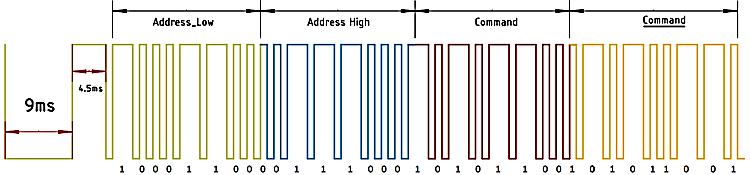 Address_Low Address High Command Command
4.5ms
9ms
1 0 0 0 1 1 0 0 0 0 1 1 1 0 0 0 1 0 1 0 1 1 0 0 1 0 1 0 1 1 0 0 1